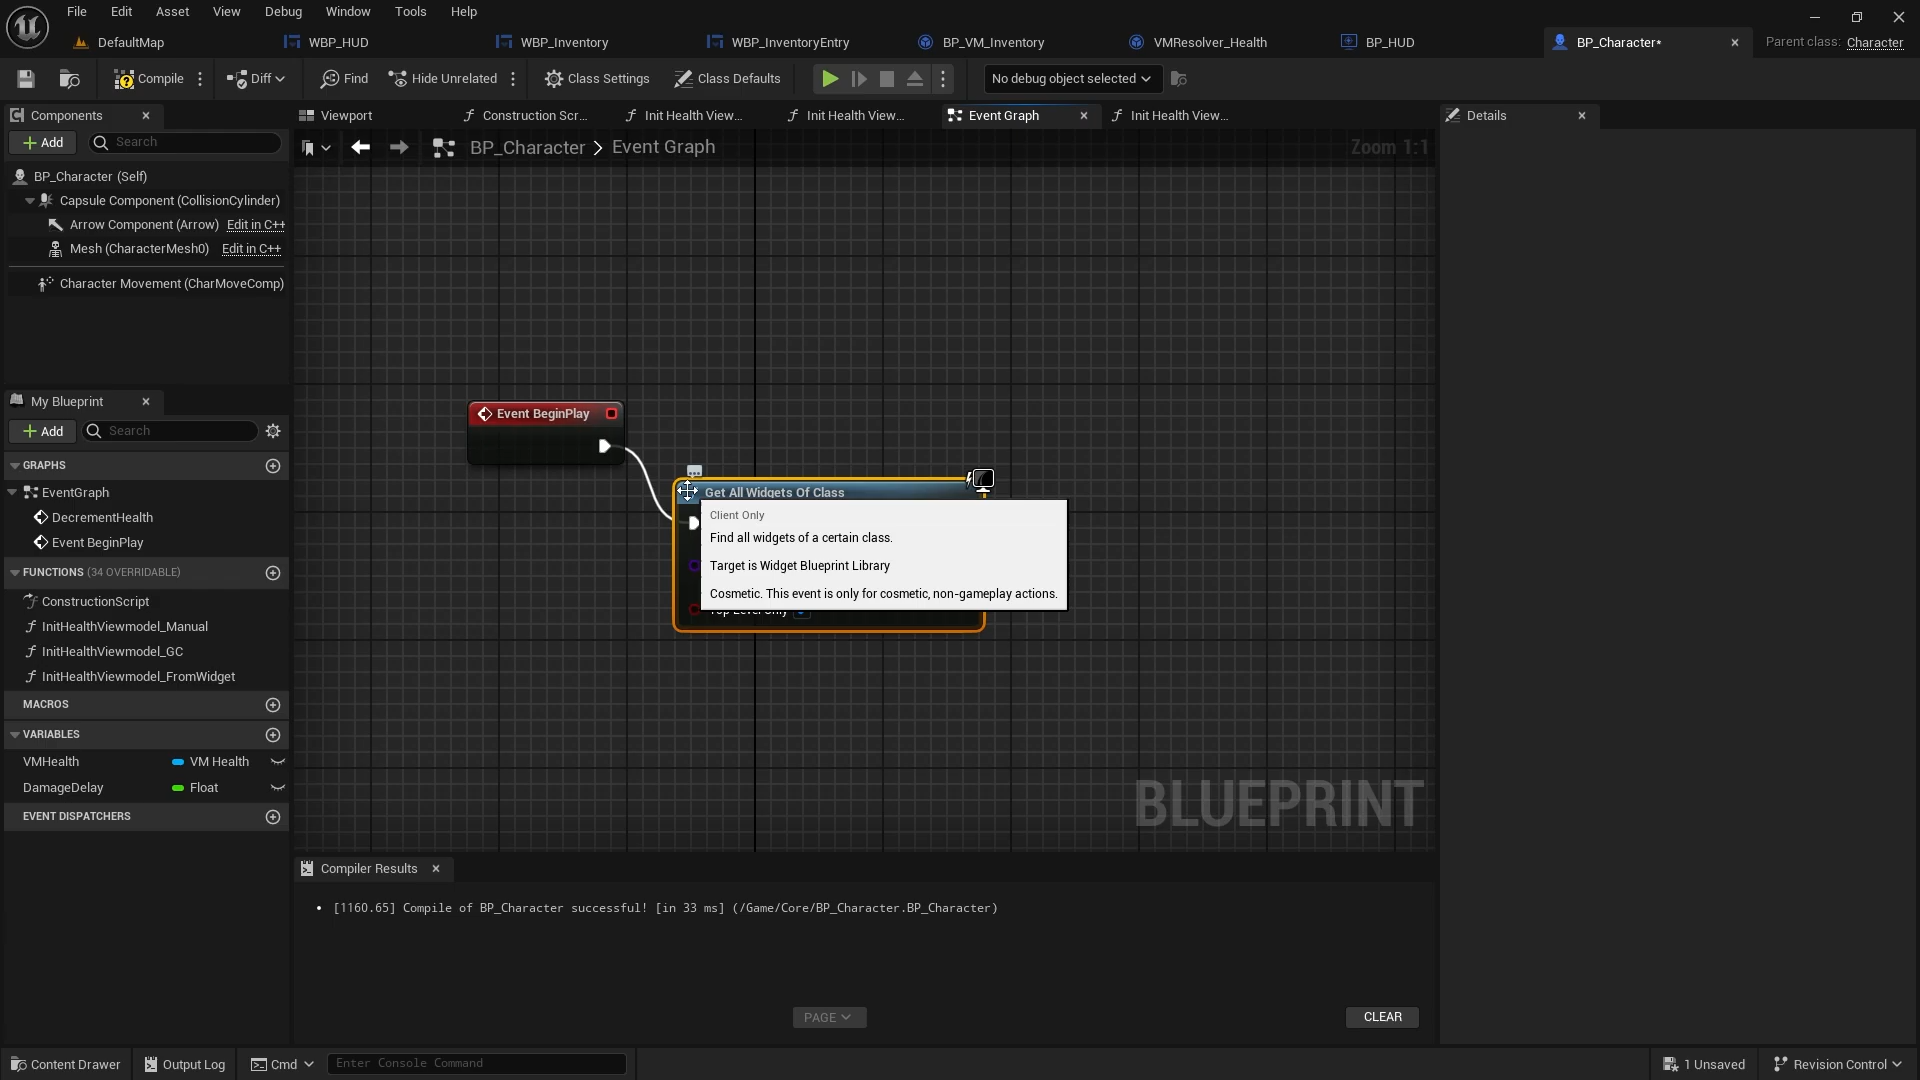 File Edit Asset View Debug Window Tools Help
DefaultMap WBP_HUD WBP_Inventory WBP_InventoryEntry BP_VM_Inventory VMResolver_Health BP_HUD BP_Character* Parent class: Character
Compile Diff Find Hide Unrelated Class Settings Class Defaults No debug object selected
Components
Add Search
BP_Character (Self)
Capsule Component (CollisionCylinder)
Arrow Component (Arrow) Edit in C++
Mesh (CharacterMesh0) Edit in C++
Character Movement (CharMoveComp)
My Blueprint
Add Search
GRAPHS
EventGraph
DecrementHealth
Event BeginPlay
FUNCTIONS (34 OVERRIDABLE)
ConstructionScript
InitHealthViewmodel_Manual
InitHealthViewmodel_GC
InitHealthViewmodel_FromWidget
MACROS
VARIABLES
VMHealth VM Health
DamageDelay Float
EVENT DISPATCHERS
Viewport Construction Scr... Init Health View... Init Health View... Event Graph Init Health View...
BP_Character > Event Graph Zoom 1:1
Event BeginPlay
Get All Widgets Of Class
Client Only
Find all widgets of a certain class.
Target is Widget Blueprint Library
Cosmetic. This event is only for cosmetic, non-gameplay actions.
Top Level Only
BLUEPRINT
Compiler Results
[1160.65] Compile of BP_Character successful! [in 33 ms] (/Game/Core/BP_Character.BP_Character)
PAGE CLEAR
Details
Content Drawer Output Log Cmd Enter Console Command 1 Unsaved Revision Control